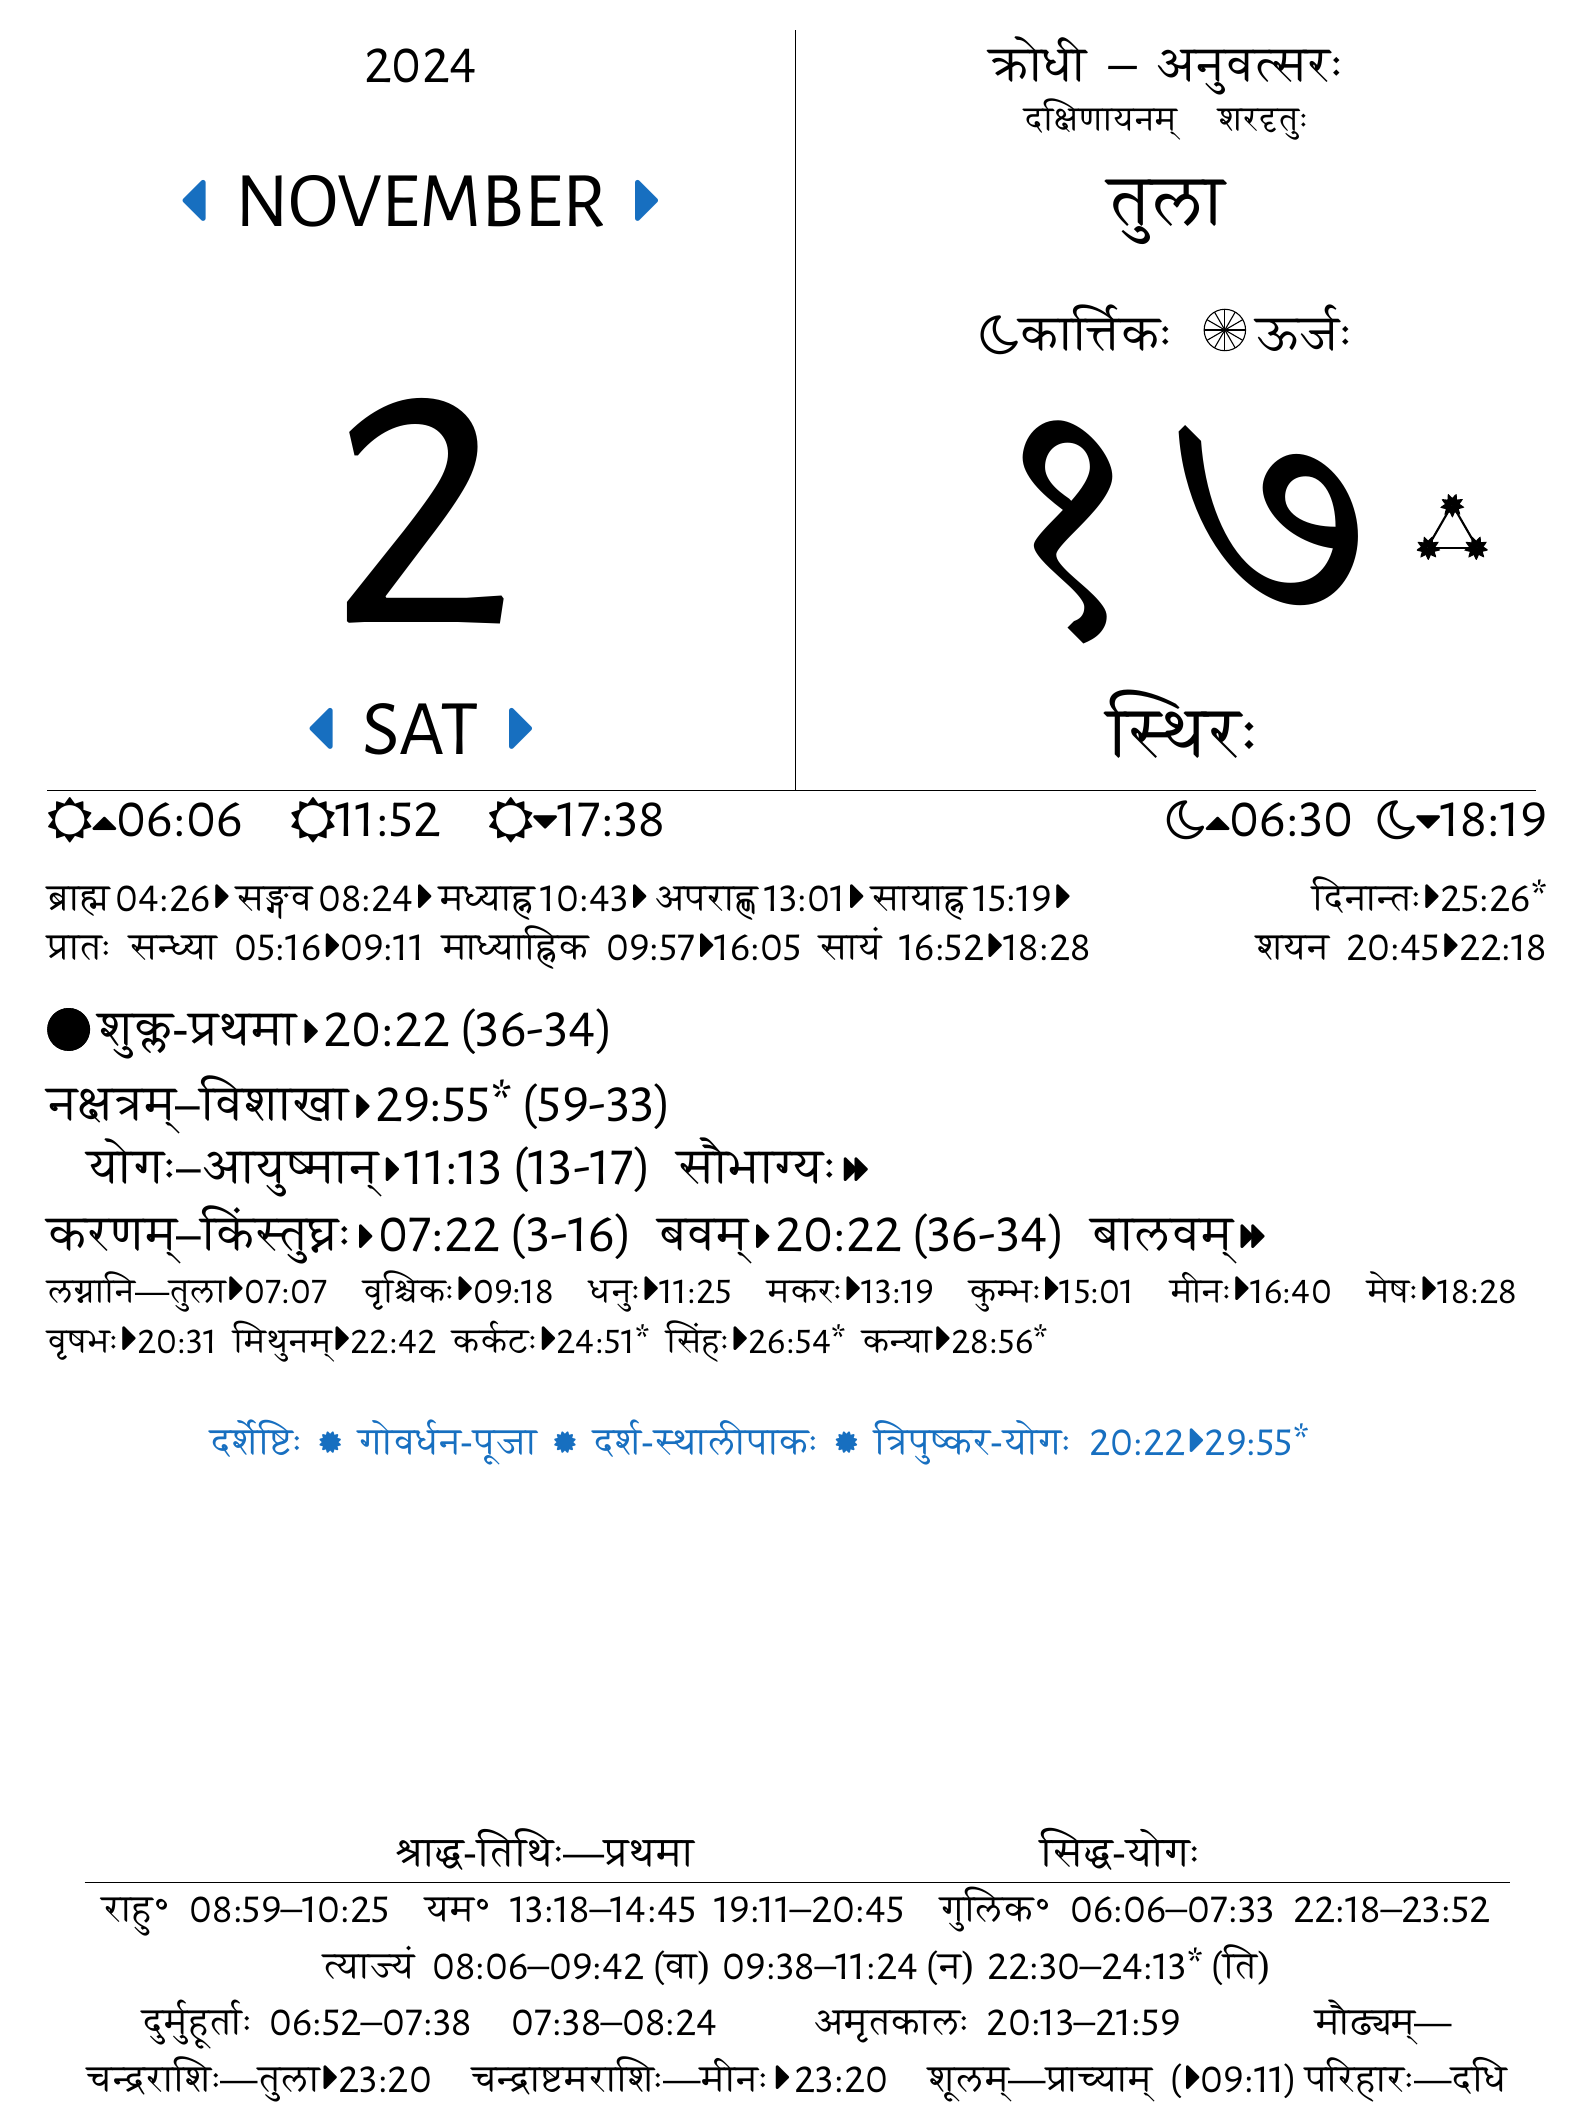 2024
NOVEMBER
2
SAT
क्रोधी – अनुवत्सरः
दक्षिणायनम् शरदृतुः
तुला
कार्त्तिकः ऊर्जः
१७
स्थिरः
06:06 11:52 17:38 06:30 18:19
ब्राह्म 04:26 सङ्गव 08:24 मध्याह्न 10:43 अपराह्ण 13:01 सायाह्न 15:19 दिनान्तः 25:26*
प्रातः सन्ध्या 05:16 09:11 माध्याह्निक 09:57 16:05 सायं 16:52 18:28 शयन 20:45 22:18
शुक्ल-प्रथमा 20:22 (36-34)
नक्षत्रम्–विशाखा 29:55* (59-33)
योगः–आयुष्मान् 11:13 (13-17) सौभाग्यः
करणम्–किंस्तुघ्नः 07:22 (3-16) बवम् 20:22 (36-34) बालवम्
लग्नानि—तुला 07:07 वृश्चिकः 09:18 धनुः 11:25 मकरः 13:19 कुम्भः 15:01 मीनः 16:40 मेषः 18:28
वृषभः 20:31 मिथुनम् 22:42 कर्कटः 24:51* सिंहः 26:54* कन्या 28:56*
दर्शेष्टिः गोवर्धन-पूजा दर्श-स्थालीपाकः त्रिपुष्कर-योगः 20:22 29:55*
श्राद्ध-तिथिः—प्रथमा सिद्ध-योगः
राहु॰ 08:59–10:25 यम॰ 13:18–14:45 19:11–20:45 गुलिक॰ 06:06–07:33 22:18–23:52
त्याज्यं 08:06–09:42 (वा) 09:38–11:24 (न) 22:30–24:13* (ति)
दुर्मुहूर्ताः 06:52–07:38 07:38–08:24 अमृतकालः 20:13–21:59 मौढ्यम्—
चन्द्रराशिः—तुला 23:20 चन्द्राष्टमराशिः—मीनः 23:20 शूलम्—प्राच्याम् (09:11) परिहारः—दधि